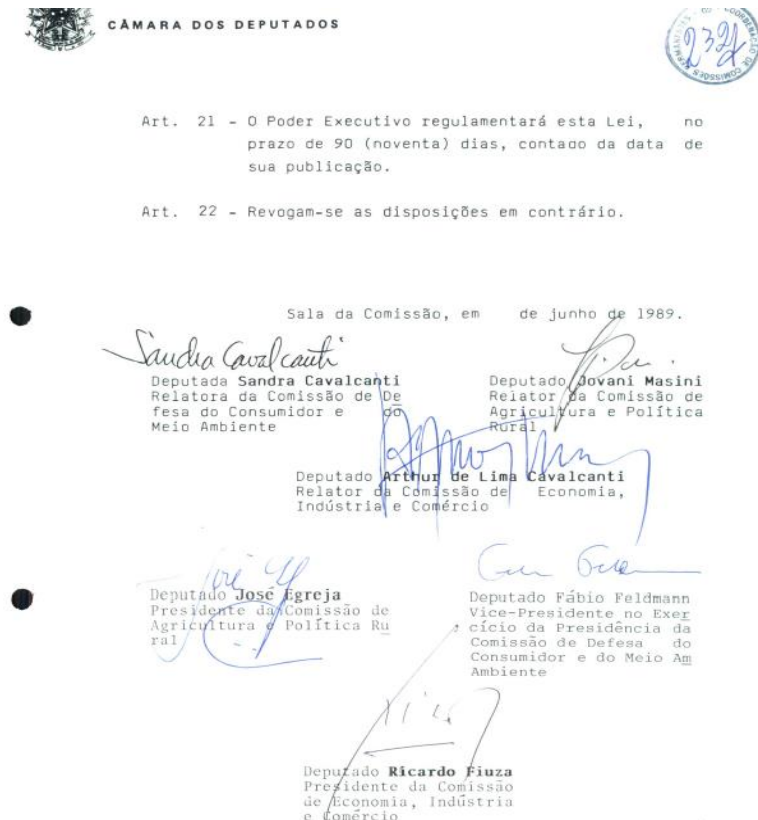 CÂMARA DOS DEPUTADOS
COORDENAÇÃO DE COMISSÕES PERMANENTES
232
Art. 21 - O Poder Executivo regulamentará esta Lei, no
prazo de 90 (noventa) dias, contado da data de
sua publicação.
Art. 22 - Revogam-se as disposições em contrário.
Sala da Comissão, em de junho de 1989.
Sandra Cavalcanti
Deputada Sandra Cavalcanti
Relatora da Comissão de De
fesa do Consumidor e do
Meio Ambiente
Deputado Jovani Masini
Relator da Comissão de
Agricultura e Política
Rural
Deputado Arthur de Lima Cavalcanti
Relator da Comissão de Economia,
Indústria e Comércio
José
Deputado José Egreja
Presidente da Comissão de
Agricultura e Política Ru
ral
Deputado Fábio Feldmann
Vice-Presidente no Exer
cício da Presidência da
Comissão de Defesa do
Consumidor e do Meio Am
Ambiente
Deputado Ricardo Fiuza
Presidente da Comissão
de Economia, Indústria
e Comércio